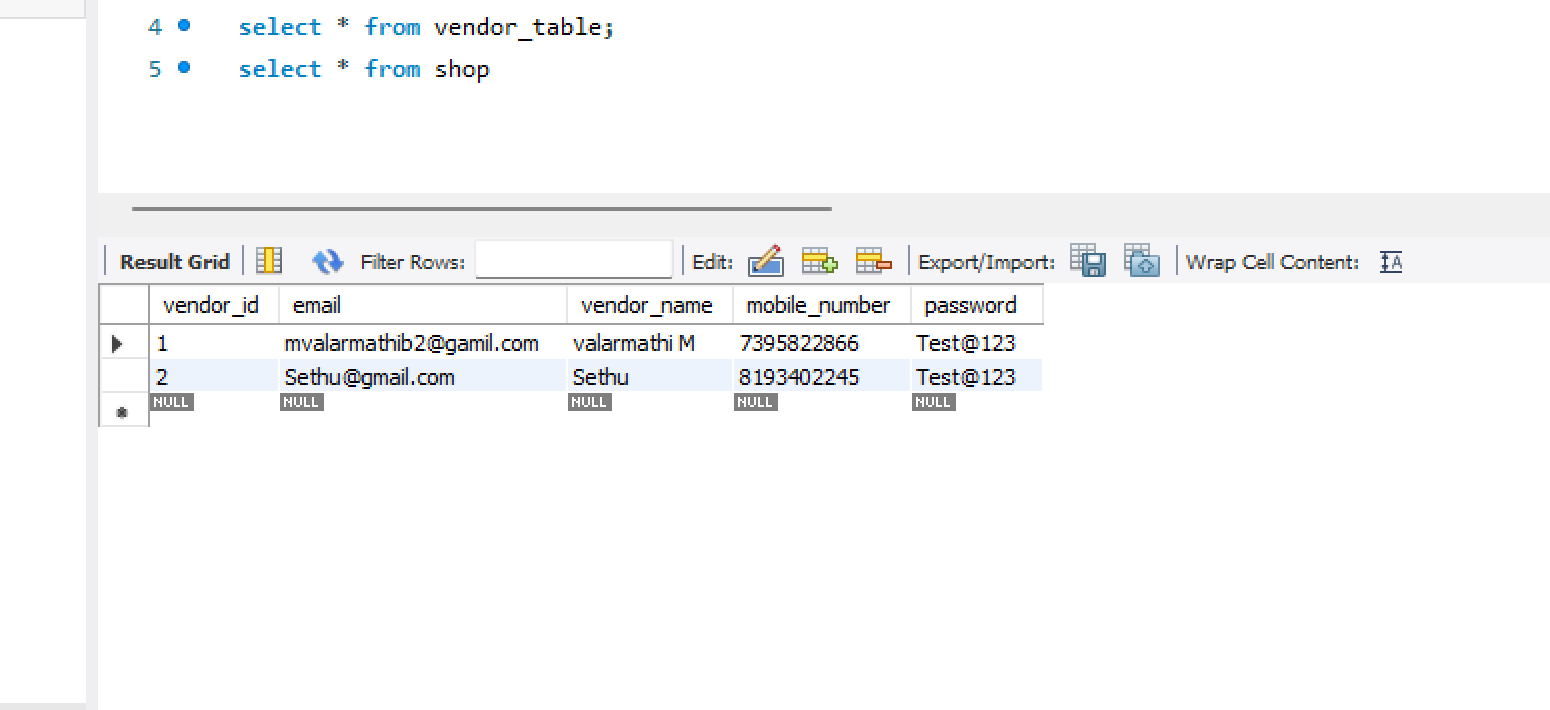 4 select * from vendor_table;
5 select * from shop
Result Grid Filter Rows: Edit: Export/Import: Wrap Cell Content: A
vendor_id email vendor_name mobile_number password
1 mvalarmathib2@gamil.com valarmathi M 7395822866 Test@123
2 Sethu@gmail.com Sethu 8193402245 Test@123
NULL NULL NULL NULL NULL